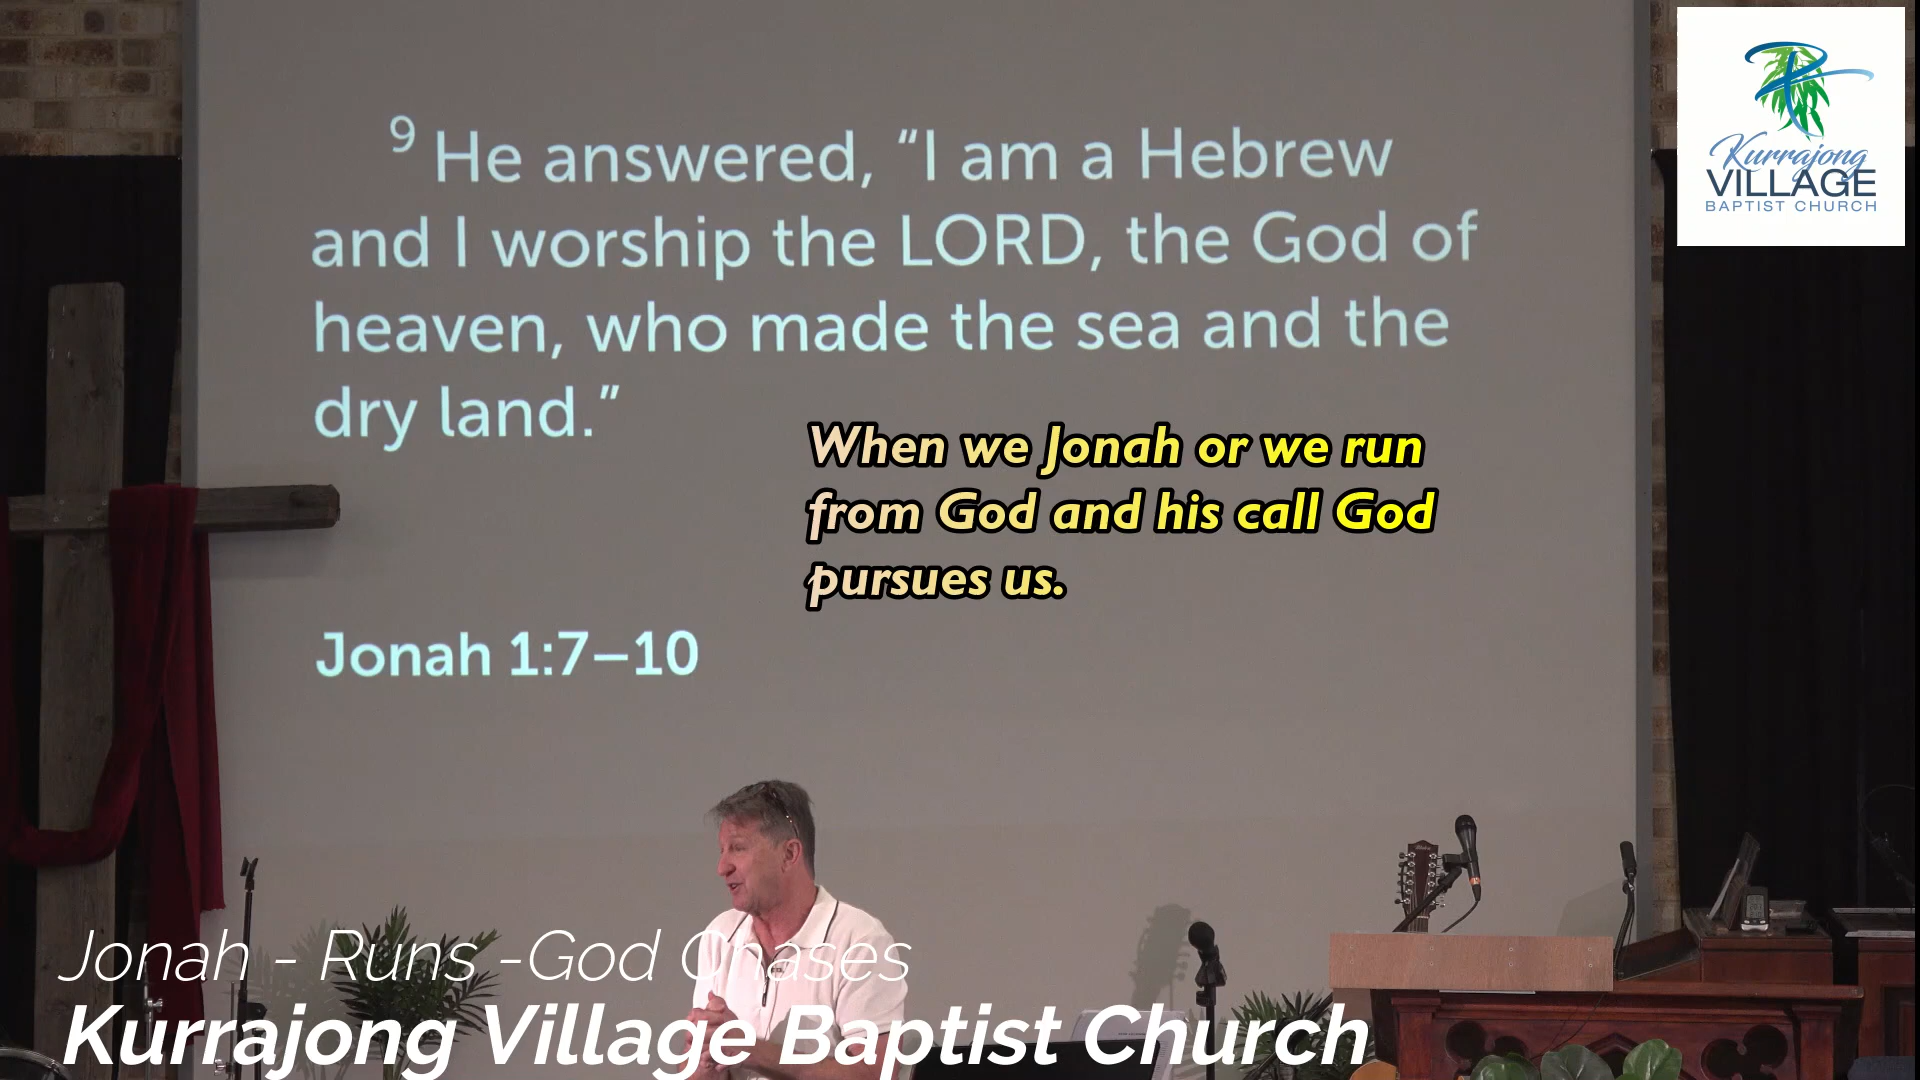 9 He answered, “I am a Hebrew
and I worship the LORD, the God of
heaven, who made the sea and the
dry land.”
When we Jonah or we run
from God and his call God
pursues us.
Jonah 1:7–10
Kurrajong
VILLAGE
BAPTIST CHURCH
Jonah - Runs -God Chases
Kurrajong Village Baptist Church